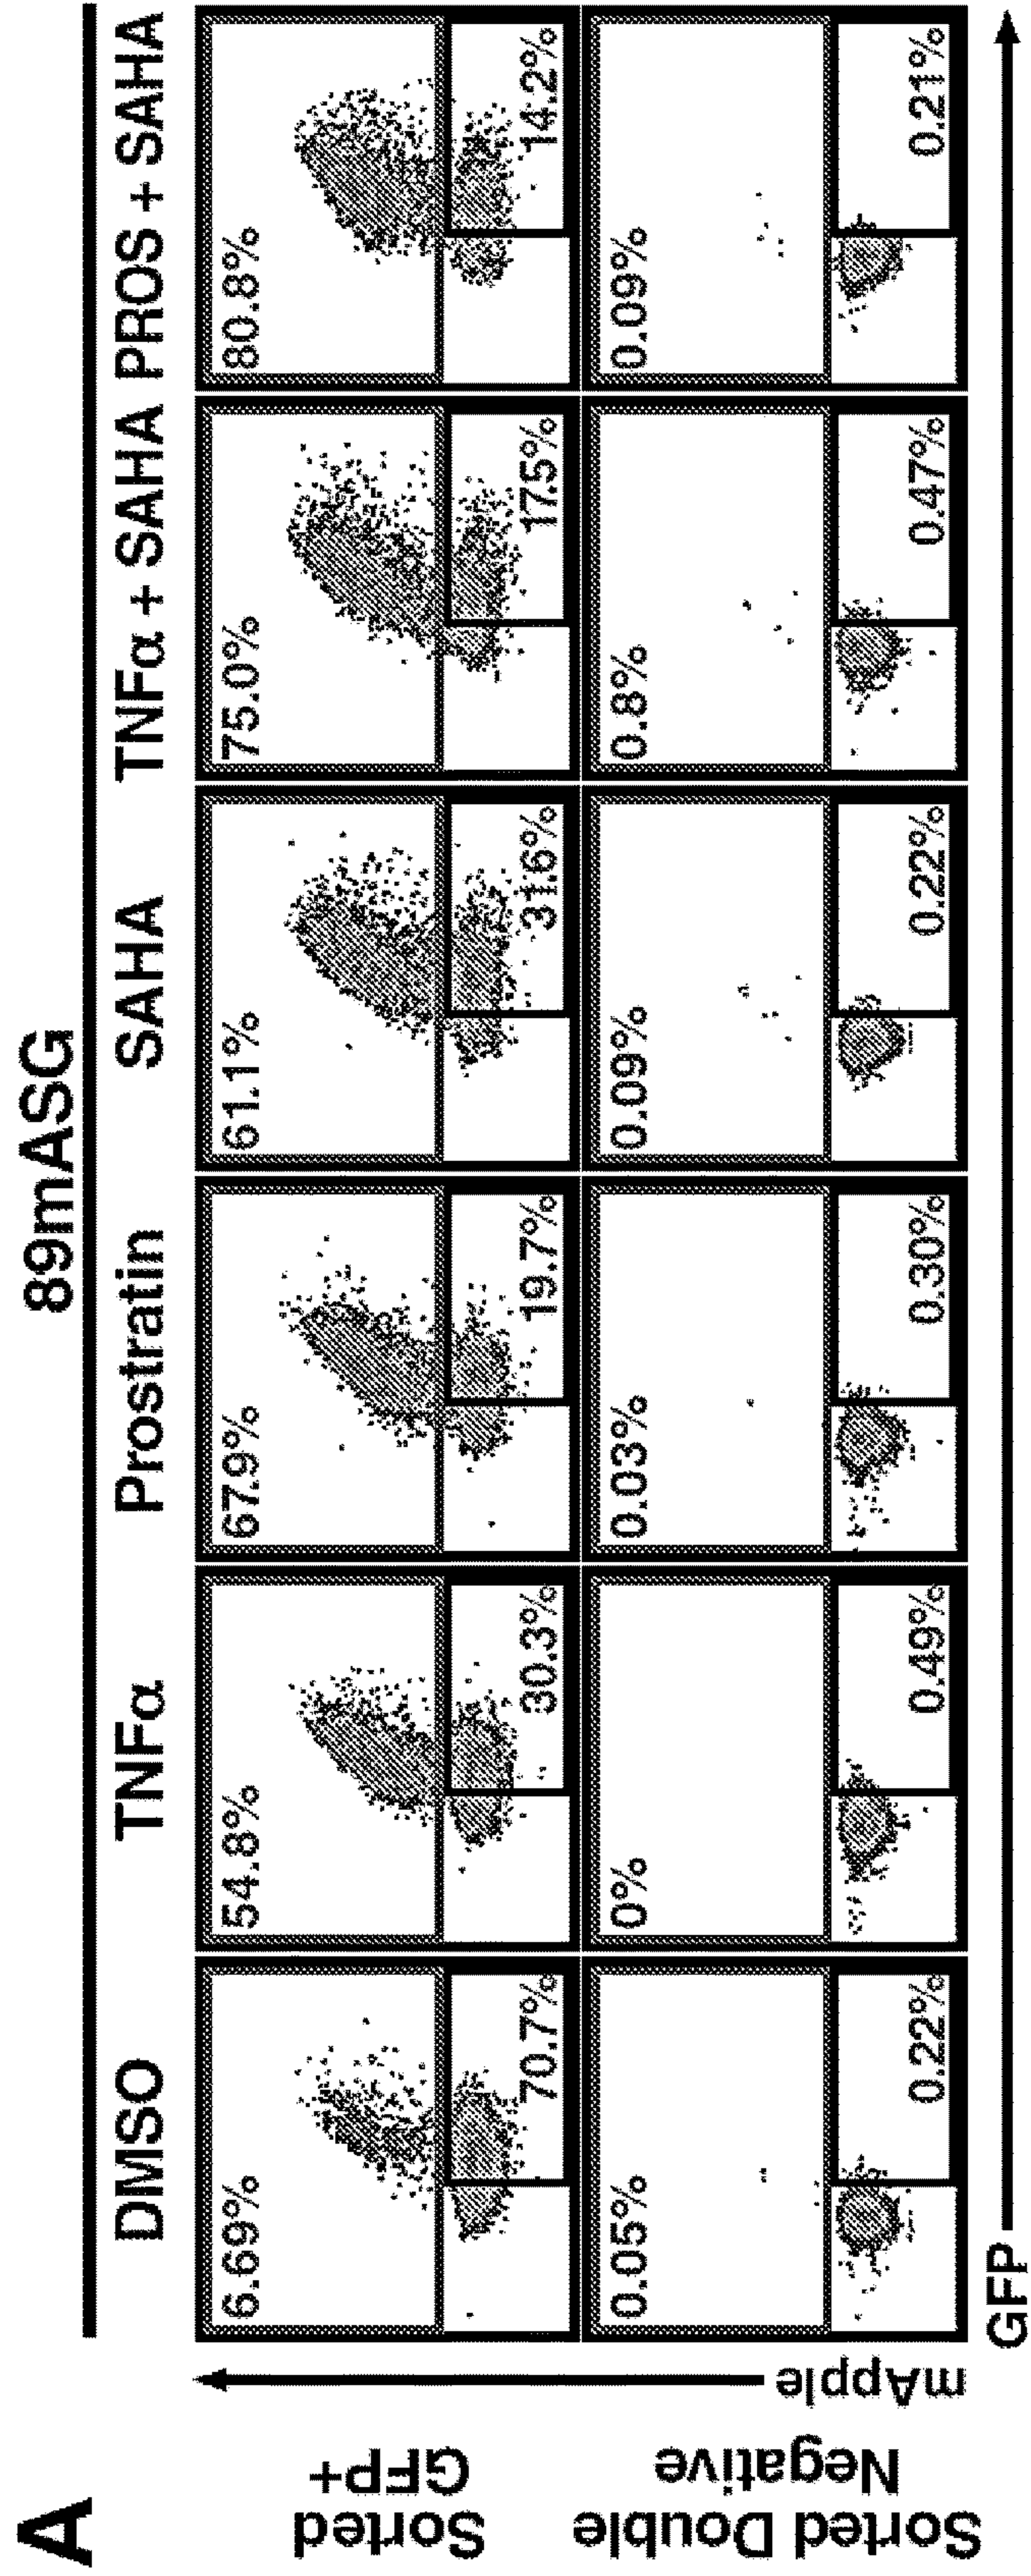 A
89mASG
DMSO
TNFα
Prostratin
SAHA
TNFα + SAHA
PROS + SAHA
Sorted
GFP+
6.69%
70.7%
54.8%
30.3%
67.9%
19.7%
61.1%
31.6%
75.0%
17.5%
80.8%
14.2%
Sorted Double
Negative
0.05%
0.22%
0%
0.49%
0.03%
0.30%
0.09%
0.22%
0.8%
0.47%
0.09%
0.21%
mApple
GFP